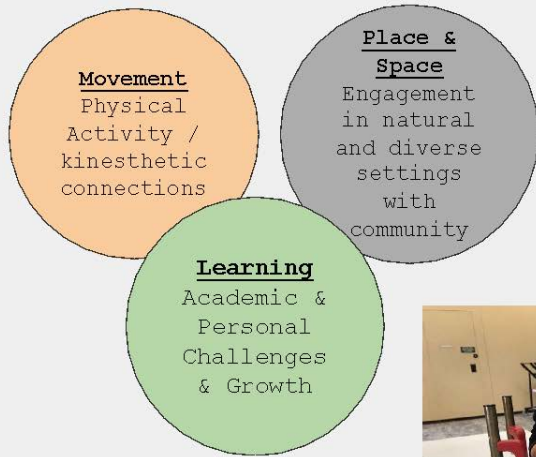 Movement
Physical
Activity /
kinesthetic
connections
Place &
Space
Engagement
in natural
and diverse
settings
with
community
Learning
Academic &
Personal
Challenges
& Growth